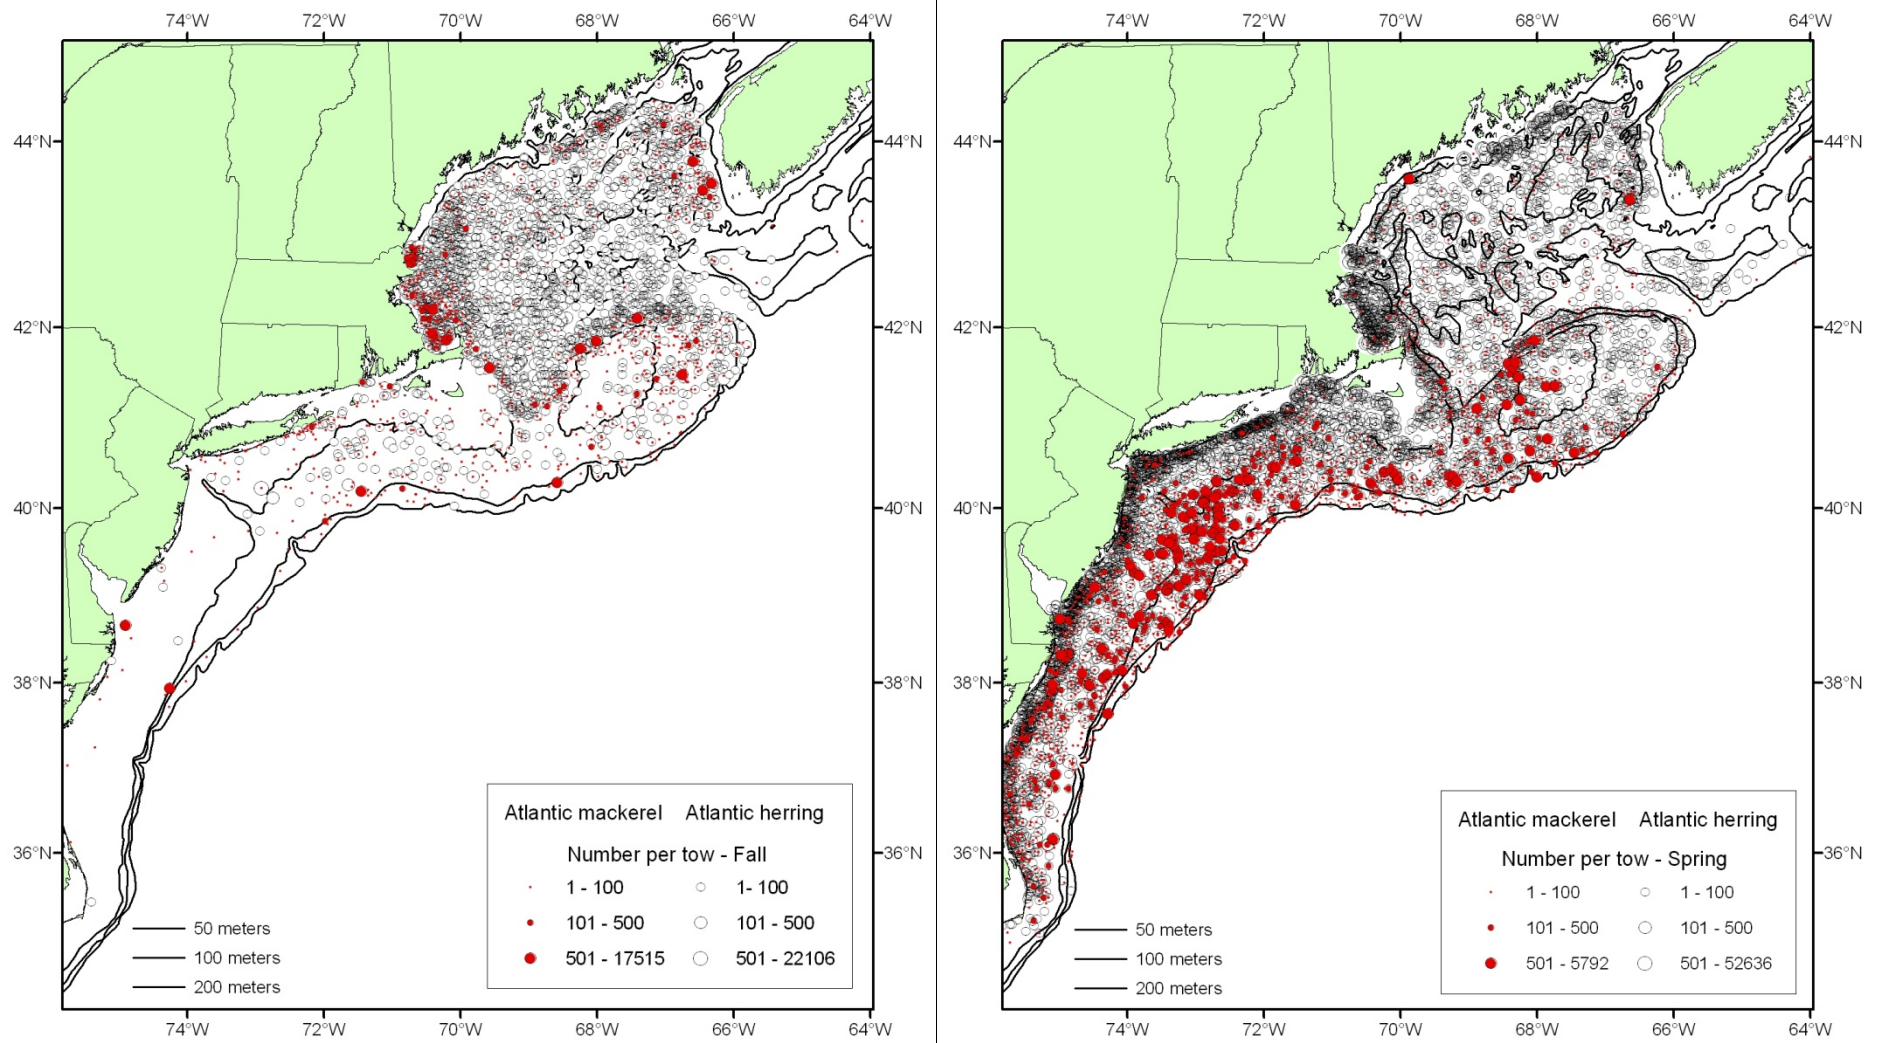 74°W 72°W 70°W 68°W 66°W 64°W
44°N 44°N
42°N 42°N
40°N 40°N
38°N 38°N
36°N 36°N
Atlantic mackerel Atlantic herring
Number per tow - Fall
1 - 100 1- 100
101 - 500 101 - 500
501 - 17515 501 - 22106
50 meters
100 meters
200 meters
74°W 72°W 70°W 68°W 66°W 64°W
74°W 72°W 70°W 68°W 66°W 64°W
44°N 44°N
42°N 42°N
40°N 40°N
38°N 38°N
36°N 36°N
Atlantic mackerel Atlantic herring
Number per tow - Spring
1 - 100 1 - 100
101 - 500 101 - 500
501 - 5792 501 - 52636
50 meters
100 meters
200 meters
74°W 72°W 70°W 68°W 66°W 64°W